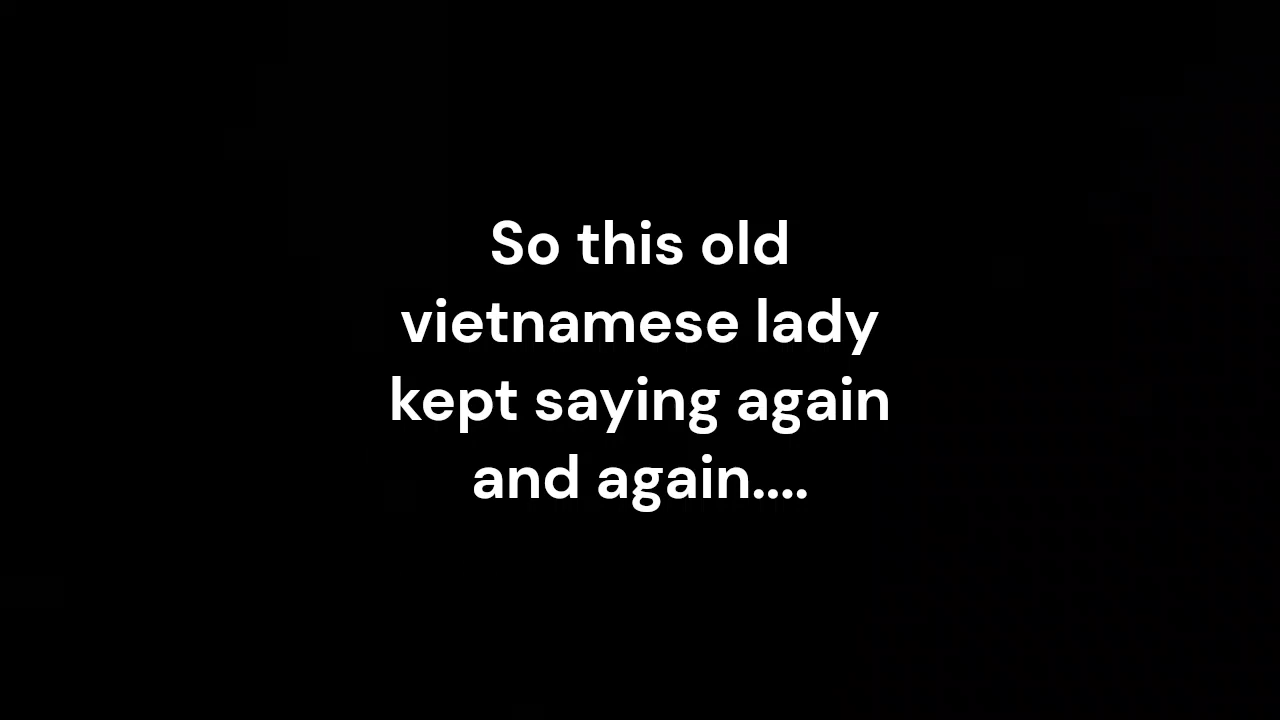 So this old
vietnamese lady
kept saying again
and again....